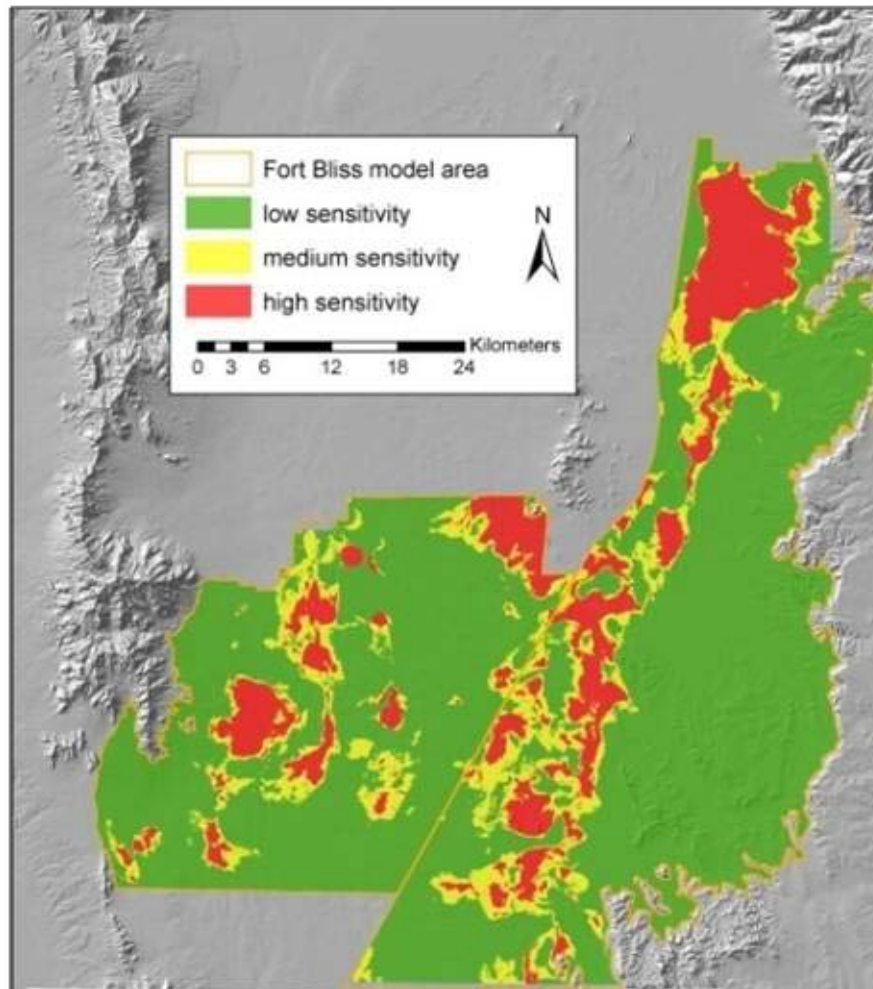 Fort Bliss model area
low sensitivity
N
medium sensitivity
high sensitivity
Kilometers
0 3 6 12 18 24